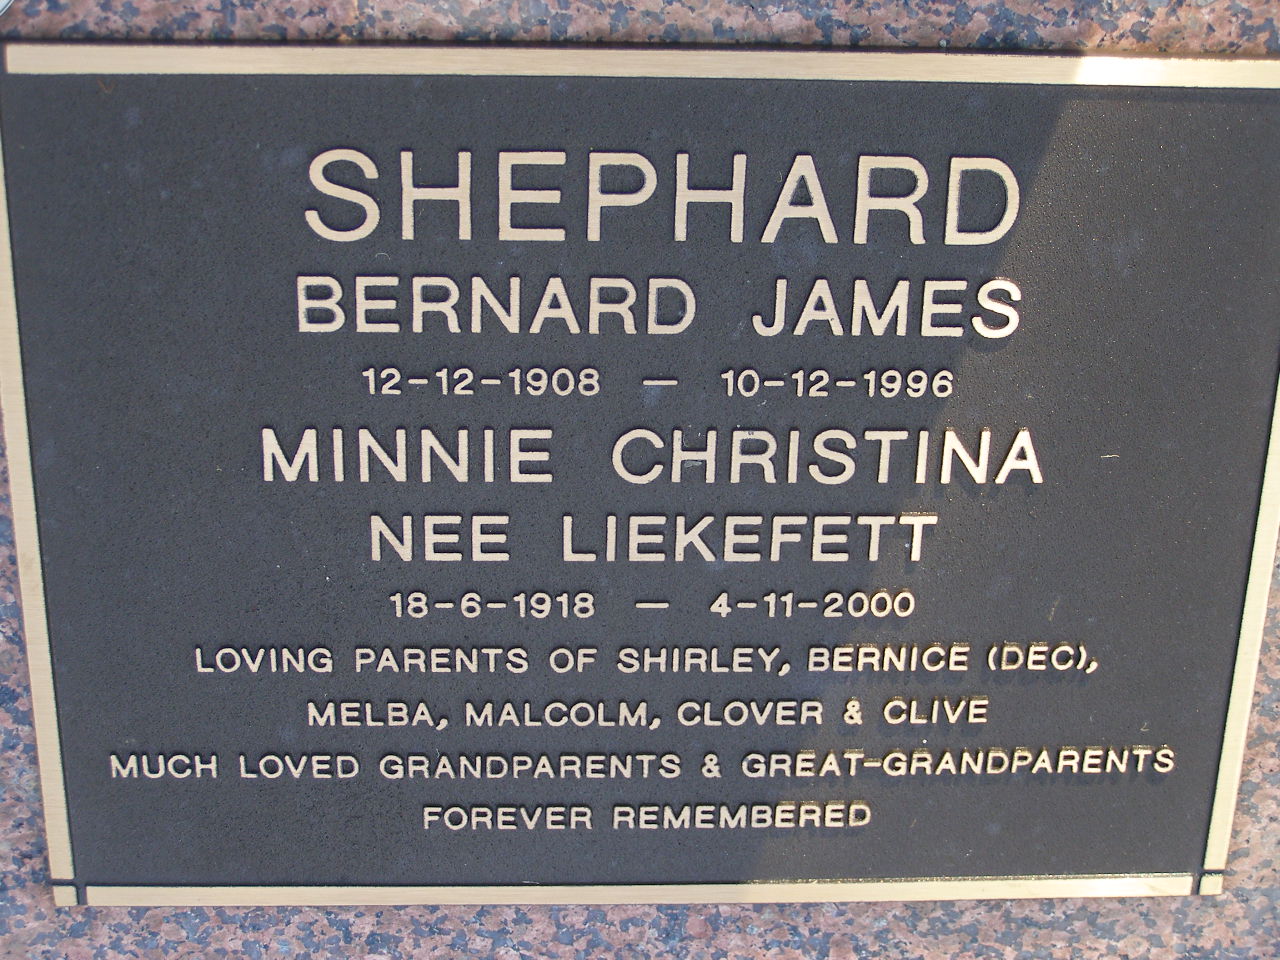 SHEPHARD
BERNARD JAMES
12-12-1908 — 10-12-1996
MINNIE CHRISTINA
NEE LIEKEFETT
18-6-1918 — 4-11-2000
LOVING PARENTS OF SHIRLEY, BERNICE (DEC),
MELBA, MALCOLM, CLOVER & CLIVE
MUCH LOVED GRANDPARENTS & GREAT-GRANDPARENTS
FOREVER REMEMBERED